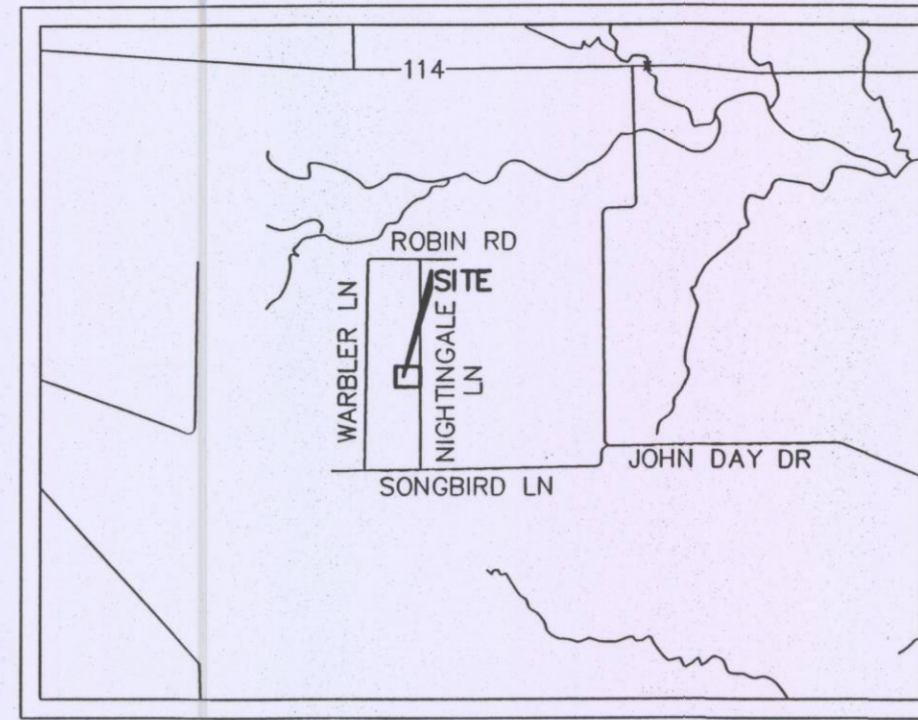 114
ROBIN RD
SITE
WARBLER LN
NIGHTINGALE
LN
JOHN DAY DR
SONGBIRD LN